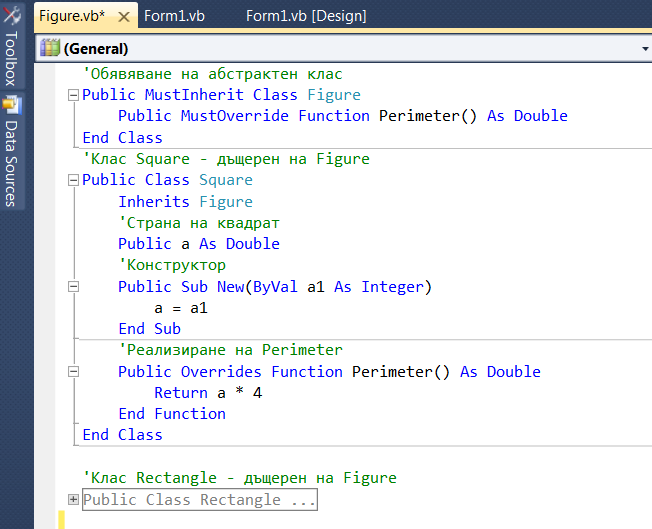 Figure.vb*
Form1.vb
Form1.vb [Design]
Toolbox
Data Sources
(General)
'Обявяване на абстрактен клас
Public MustInherit Class Figure
Public MustOverride Function Perimeter() As Double
End Class
'Клас Square - дъщерен на Figure
Public Class Square
Inherits Figure
'Страна на квадрат
Public a As Double
'Конструктор
Public Sub New(ByVal a1 As Integer)
a = a1
End Sub
'Реализиране на Perimeter
Public Overrides Function Perimeter() As Double
Return a * 4
End Function
End Class
'Клас Rectangle - дъщерен на Figure
Public Class Rectangle ...